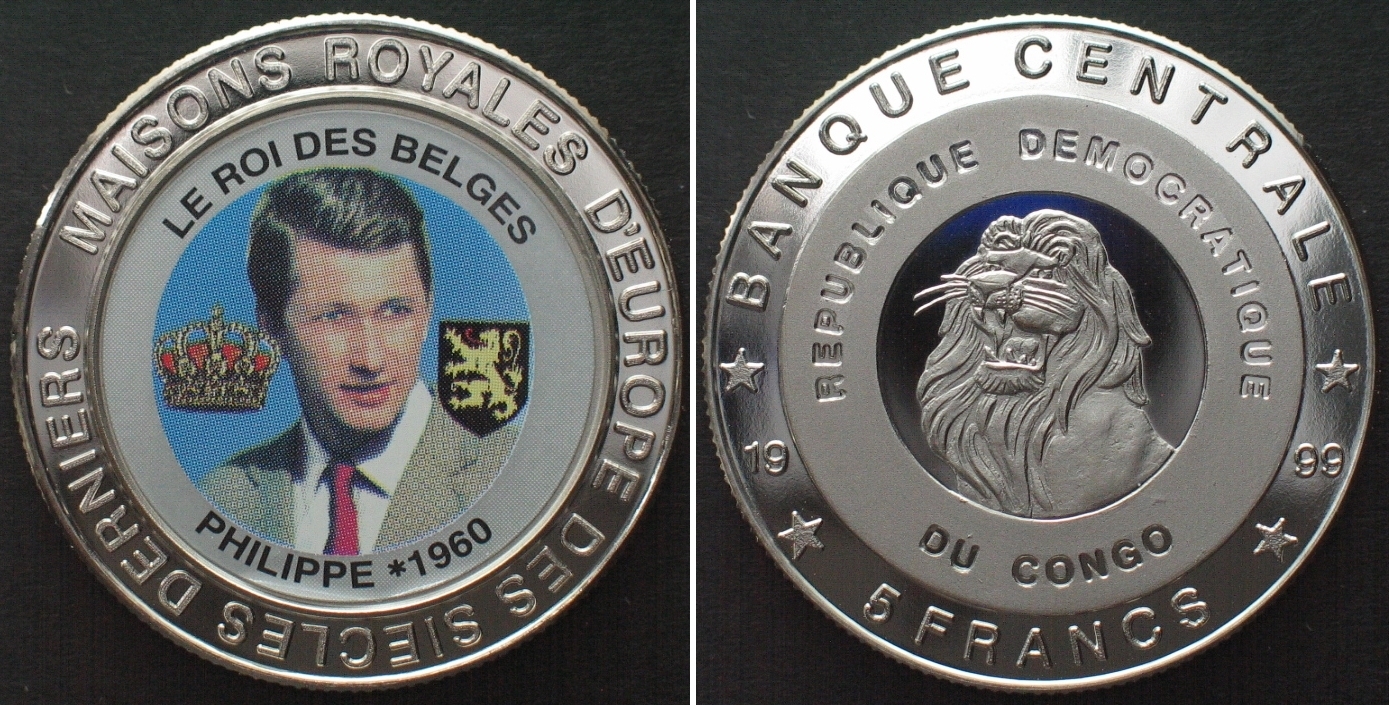 MAISONS ROYALES D'EUROPE DES SIECLES DERNIERS
LE ROI DES BELGES
PHILIPPE *1960
BANQUE CENTRALE
REPUBLIQUE DEMOCRATIQUE
DU CONGO
19 99
5 FRANCS